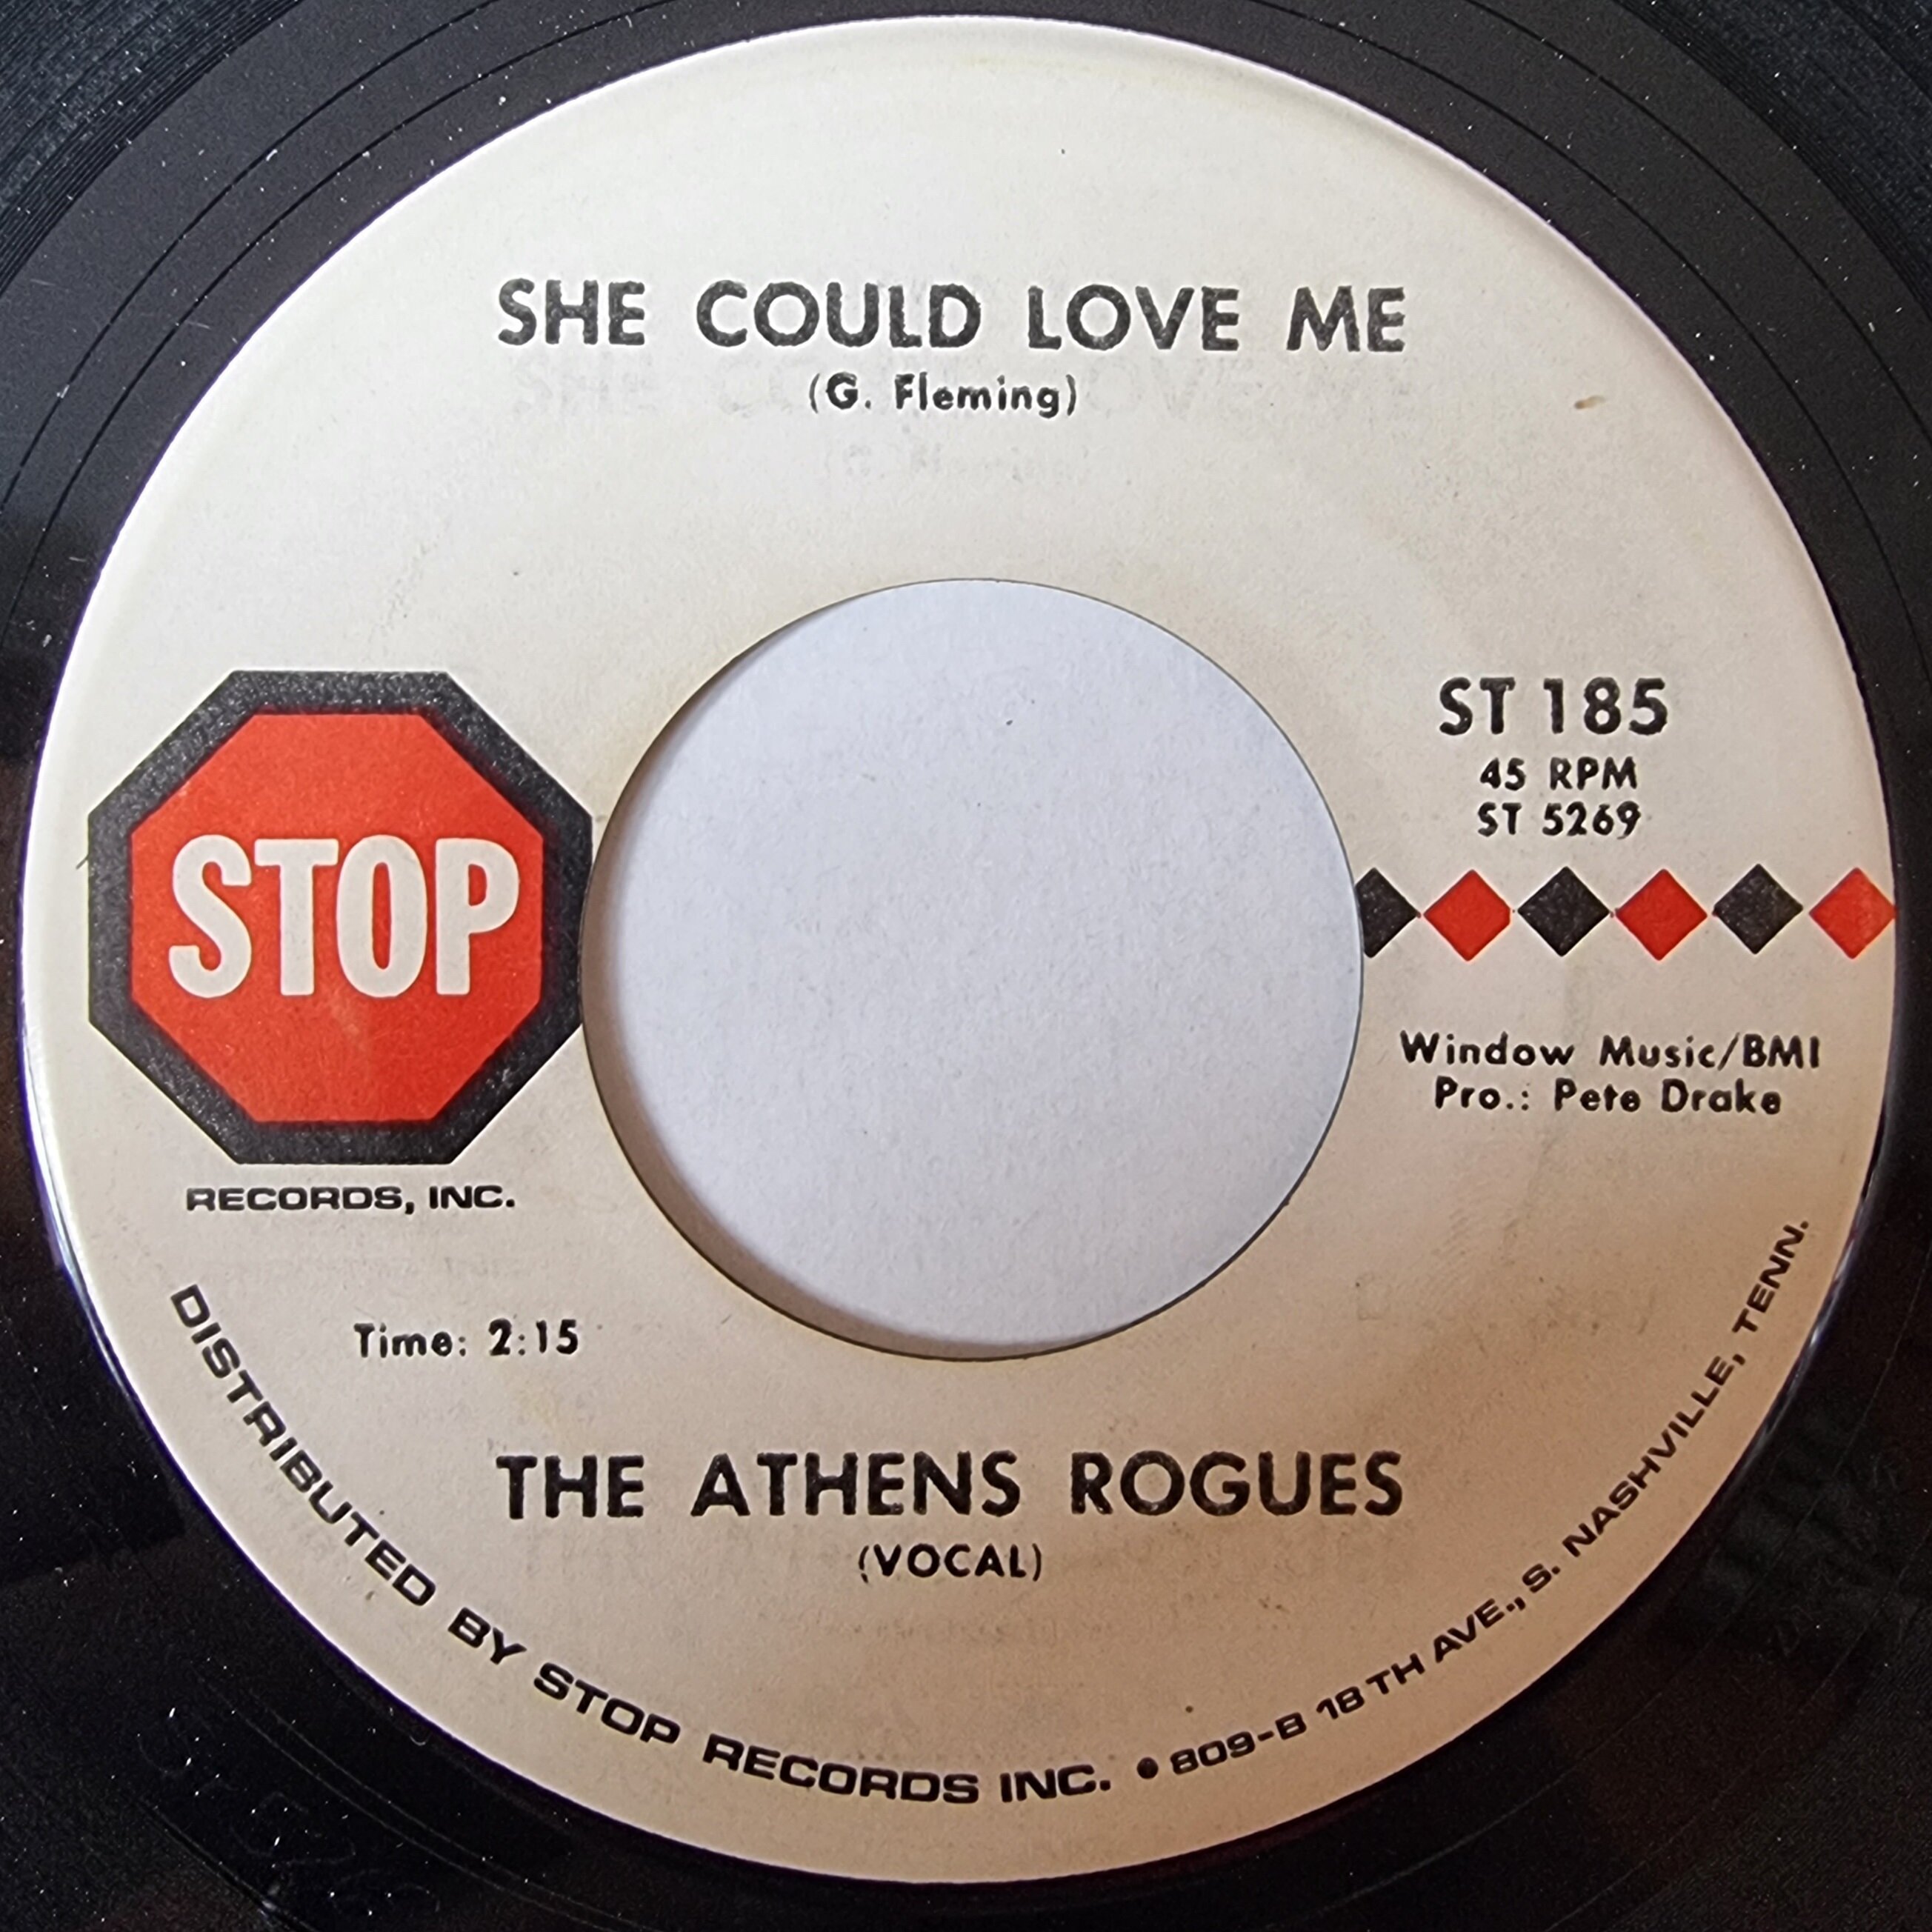 SHE COULD LOVE ME
(G. Fleming)
STOP
RECORDS, INC.
ST 185
45 RPM
ST 5269
Window Music/BMI
Pro.: Pete Drake
Time: 2:15
THE ATHENS ROGUES
(VOCAL)
DISTRIBUTED BY STOP RECORDS INC. • 809-B 18TH AVE., S. NASHVILLE, TENN.